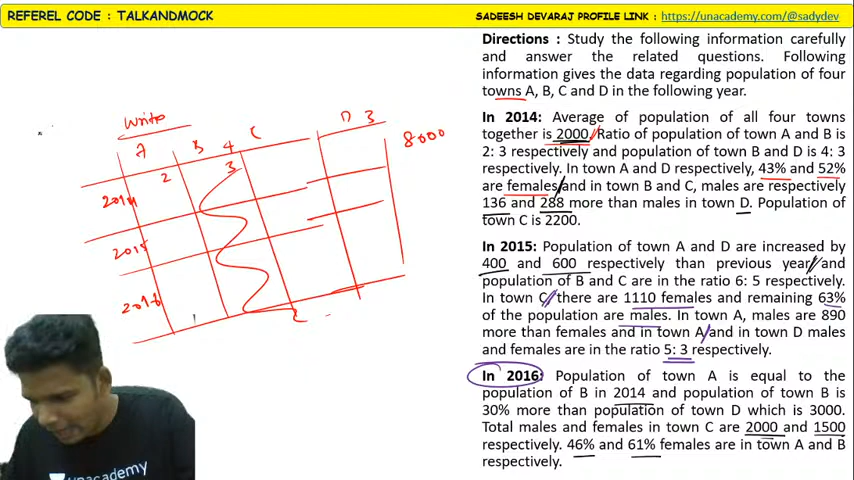 REFEREL CODE : TALKANDMOCK
SADEESH DEVARAJ PROFILE LINK : https://unacademy.com/@sadydev
Directions : Study the following information carefully
and answer the related questions. Following
information gives the data regarding population of four
towns A, B, C and D in the following year.
In 2014: Average of population of all four towns
together is 2000. Ratio of population of town A and B is
2: 3 respectively and population of town B and D is 4: 3
respectively. In town A and D respectively, 43% and 52%
are females and in town B and C, males are respectively
136 and 288 more than males in town D. Population of
town C is 2200.
In 2015: Population of town A and D are increased by
400 and 600 respectively than previous year and
population of B and C are in the ratio 6: 5 respectively.
In town C there are 1110 females and remaining 63%
of the population are males. In town A, males are 890
more than females and in town A and in town D males
and females are in the ratio 5: 3 respectively.
In 2016: Population of town A is equal to the
population of B in 2014 and population of town B is
30% more than population of town D which is 3000.
Total males and females in town C are 2000 and 1500
respectively. 46% and 61% females are in town A and B
respectively.
Write
A B 4 C D 3
8000
2 3
2014
2015
2016
unacademy